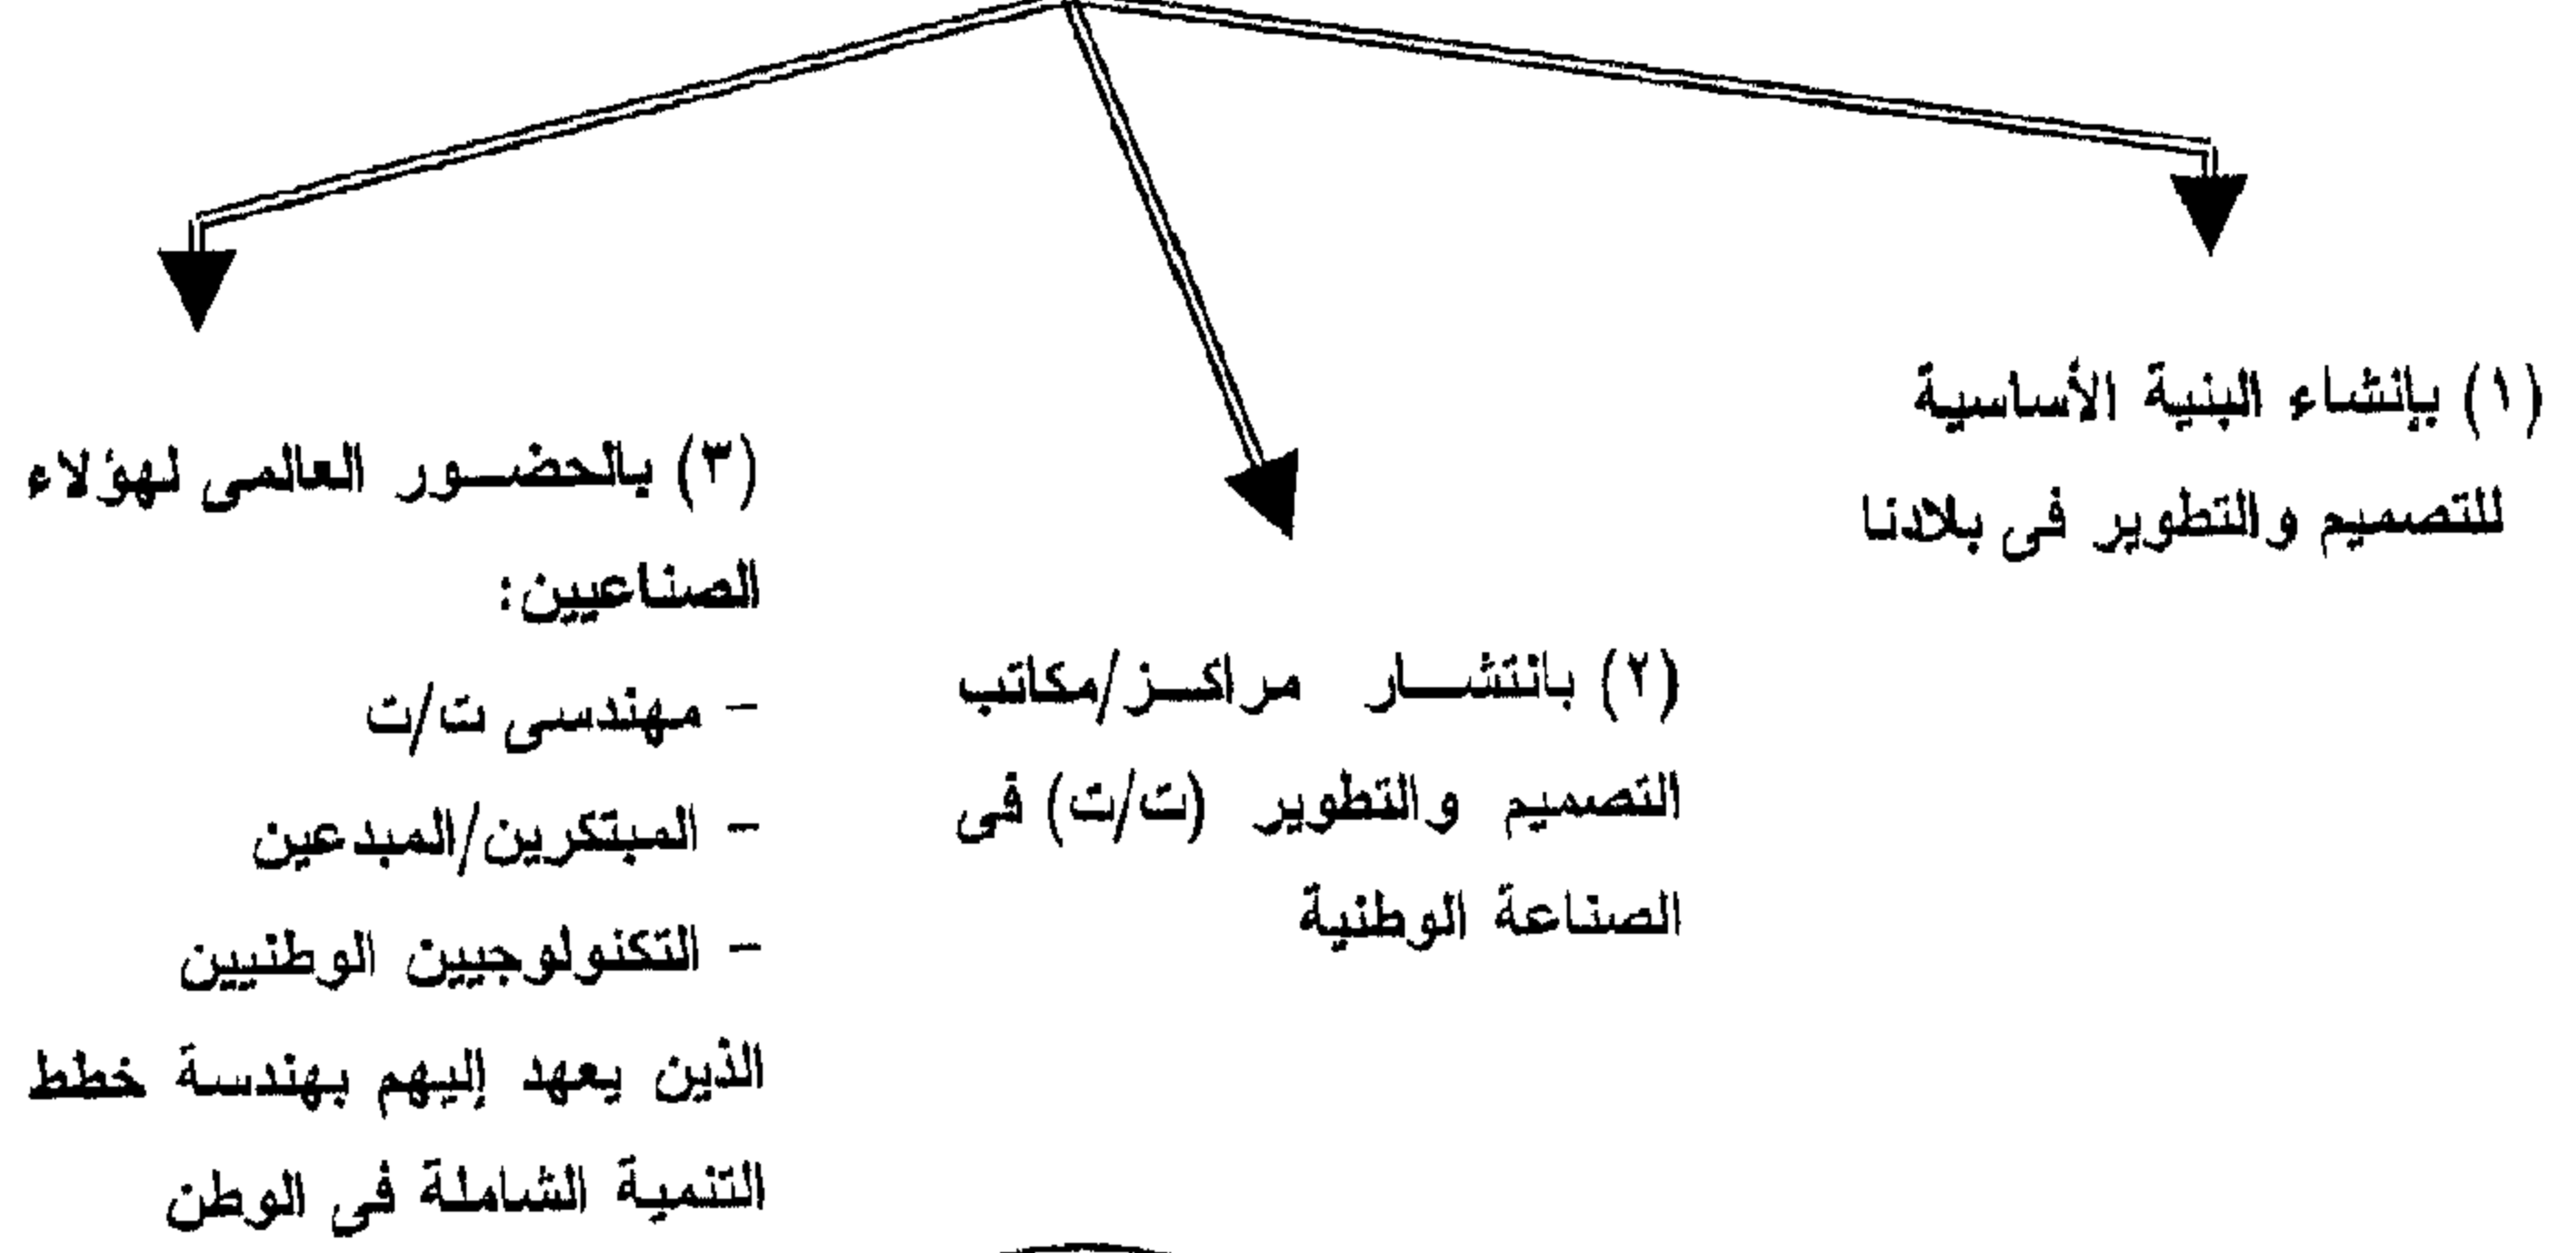 (١) بإنشاء البنية الأساسية
للتصميم والتطوير فى بلادنا
(٢) بانتشار مراكز/مكاتب
التصميم والتطوير (ت/ت) فى
الصناعة الوطنية
(٣) بالحضور العالمى لهؤلاء
الصناعيين:
- مهندسى ت/ت
- المبتكرين/المبدعين
- التكنولوجيين الوطنيين
الذين يعهد إليهم بهندسة خطط
التنمية الشاملة فى الوطن